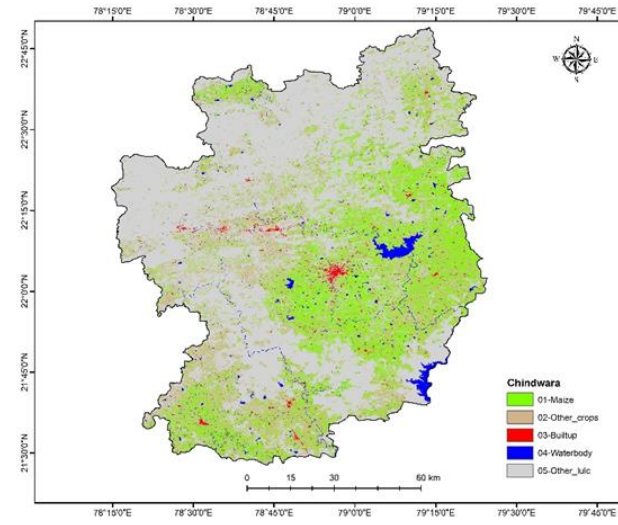 78°15'0"E 78°30'0"E 78°45'0"E 79°0'0"E 79°15'0"E 79°30'0"E 79°45'0"E
22°45'0"N
22°30'0"N
22°15'0"N
22°0'0"N
21°45'0"N
21°30'0"N
N
W E
S
Chindwara
01-Maize
02-Other_crops
03-Builtup
04-Waterbody
05-Other_lulc
0 15 30 60 km
78°15'0"E 78°30'0"E 78°45'0"E 79°0'0"E 79°15'0"E 79°30'0"E 79°45'0"E